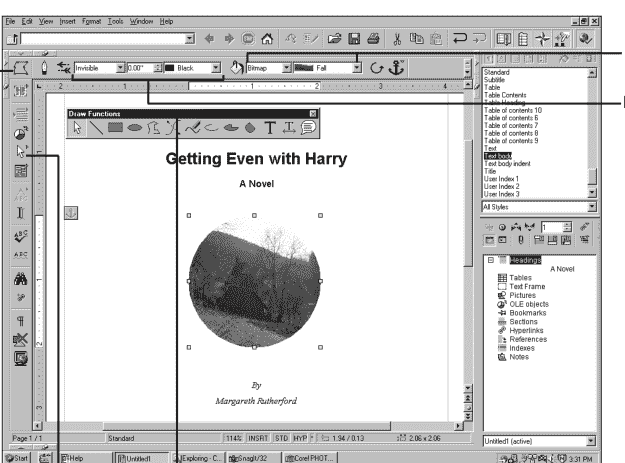 File Edit View Insert Format Tools Window Help
Invisible 0.00" Black Bitmap Fall
Standard
Subtitle
Table
Table Contents
Table Heading
Table of contents 10
Table of contents 6
Table of contents 7
Table of contents 8
Table of contents 9
Text
Text body
Text body indent
Title
User Index 1
User Index 2
User Index 3
All Styles
Draw Functions
Getting Even with Harry
A Novel
By
Margareth Rutherford
1
Headings
A Novel
Tables
Text Frame
Pictures
OLE objects
Bookmarks
Sections
Hyperlinks
References
Indexes
Notes
Untitled1 (active)
Page 1 / 1 Standard 114% INSRT STD HYP * 1.94 / 0.13 2.06 x 2.06
Start Help Untitled1 Exploring - C... SnagIt/32 Corel PHOT... 3:31 PM